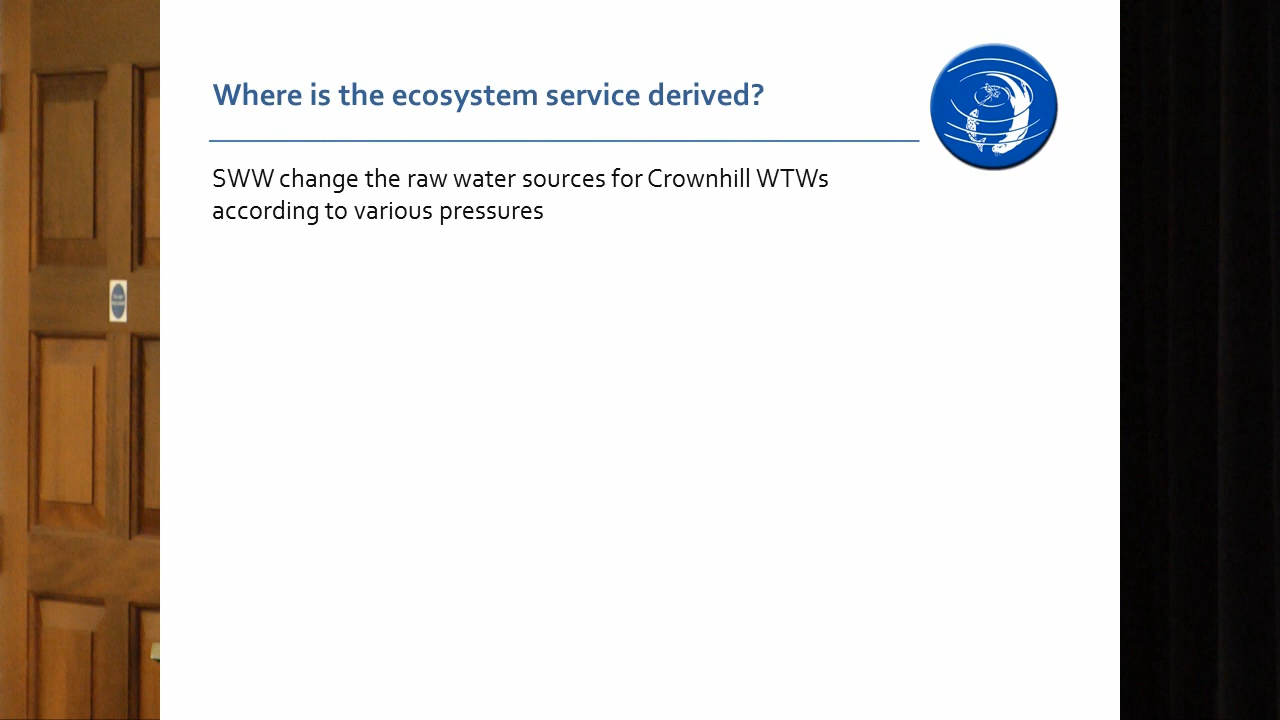 Where is the ecosystem service derived?
SWW change the raw water sources for Crownhill WTWs
according to various pressures